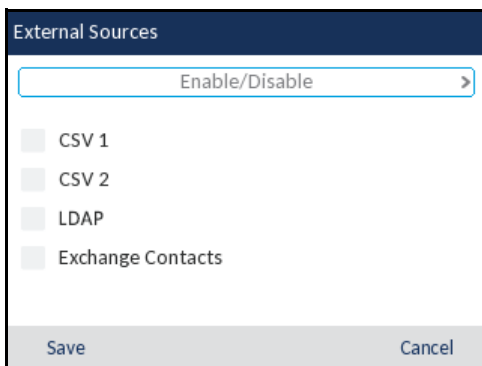 External Sources
Enable/Disable
CSV 1
CSV 2
LDAP
Exchange Contacts
Save Cancel